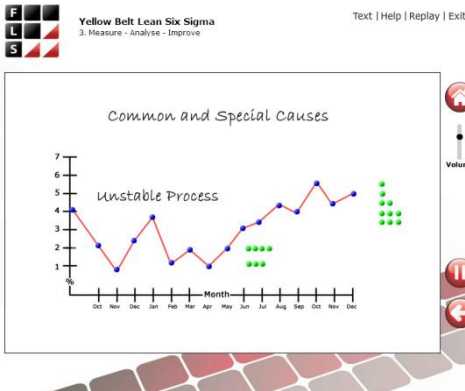 F
L
S
Yellow Belt Lean Six Sigma
3. Measure - Analyse - Improve
Text | Help | Replay | Exit
Common and Special Causes
Unstable Process
7
6
5
4
3
2
1
%
Month
Oct Nov Dec Jan Feb Mar Apr May Jun Jul Aug Sep Oct Nov Dec